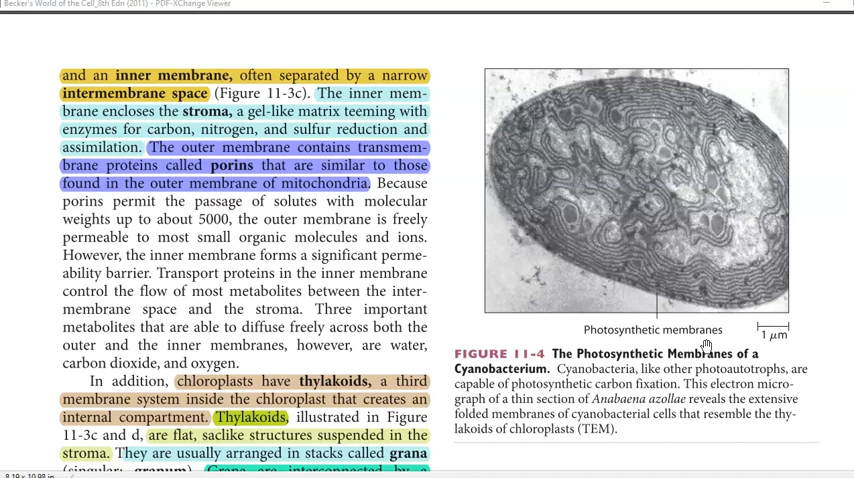 Becker's World of the Cell_8th Edn (2011) - PDF-XChange Viewer
and an inner membrane, often separated by a narrow
intermembrane space (Figure 11-3c). The inner mem-
brane encloses the stroma, a gel-like matrix teeming with
enzymes for carbon, nitrogen, and sulfur reduction and
assimilation. The outer membrane contains transmem-
brane proteins called porins that are similar to those
found in the outer membrane of mitochondria. Because
porins permit the passage of solutes with molecular
weights up to about 5000, the outer membrane is freely
permeable to most small organic molecules and ions.
However, the inner membrane forms a significant perme-
ability barrier. Transport proteins in the inner membrane
control the flow of most metabolites between the inter-
membrane space and the stroma. Three important
metabolites that are able to diffuse freely across both the
outer and the inner membranes, however, are water,
carbon dioxide, and oxygen.
In addition, chloroplasts have thylakoids, a third
membrane system inside the chloroplast that creates an
internal compartment. Thylakoids, illustrated in Figure
11-3c and d, are flat, saclike structures suspended in the
stroma. They are usually arranged in stacks called grana
(singular: granum). Grana are interconnected by a
Photosynthetic membranes
1 µm
FIGURE 11-4 The Photosynthetic Membranes of a
Cyanobacterium. Cyanobacteria, like other photoautotrophs, are
capable of photosynthetic carbon fixation. This electron micro-
graph of a thin section of Anabaena azollae reveals the extensive
folded membranes of cyanobacterial cells that resemble the thy-
lakoids of chloroplasts (TEM).
8.19 x 10.98 in